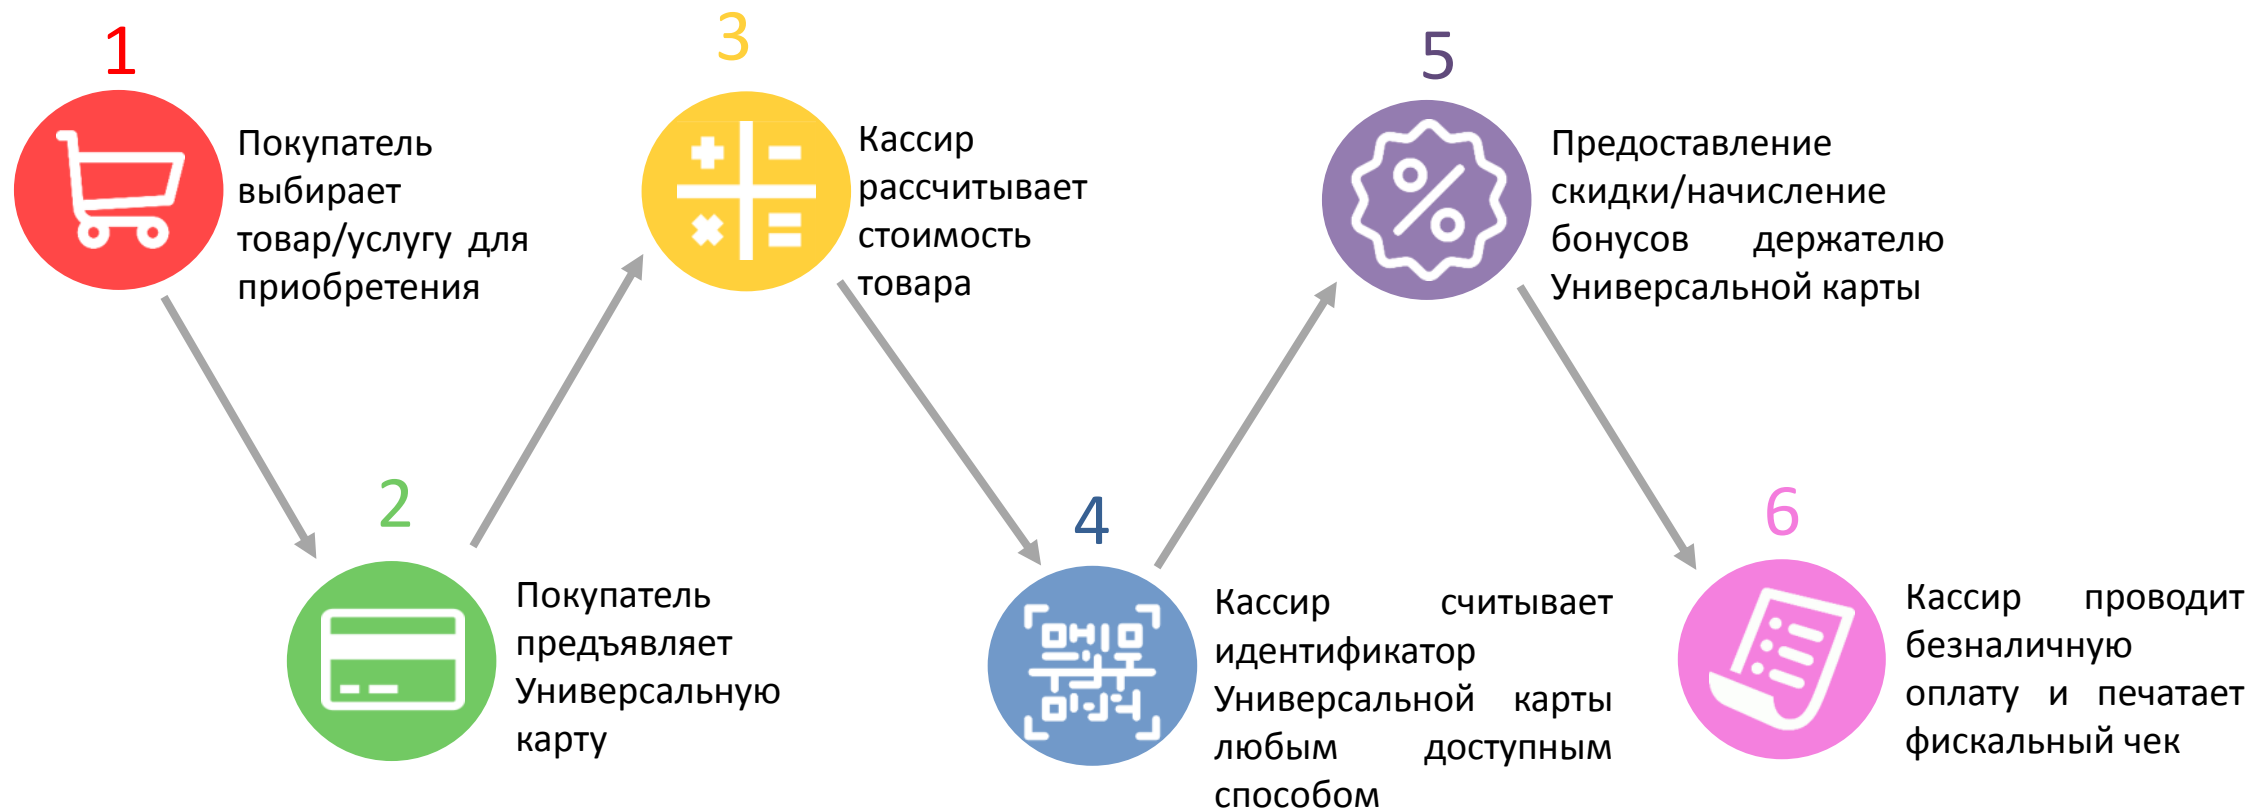 1
Покупатель
выбирает
товар/услугу для
приобретения
2
Покупатель
предъявляет
Универсальную
карту
3
Кассир
рассчитывает
стоимость
товара
4
Кассир считывает
идентификатор
Универсальной карты
любым доступным
способом
5
Предоставление
скидки/начисление
бонусов держателю
Универсальной карты
6
Кассир проводит
безналичную
оплату и печатает
фискальный чек